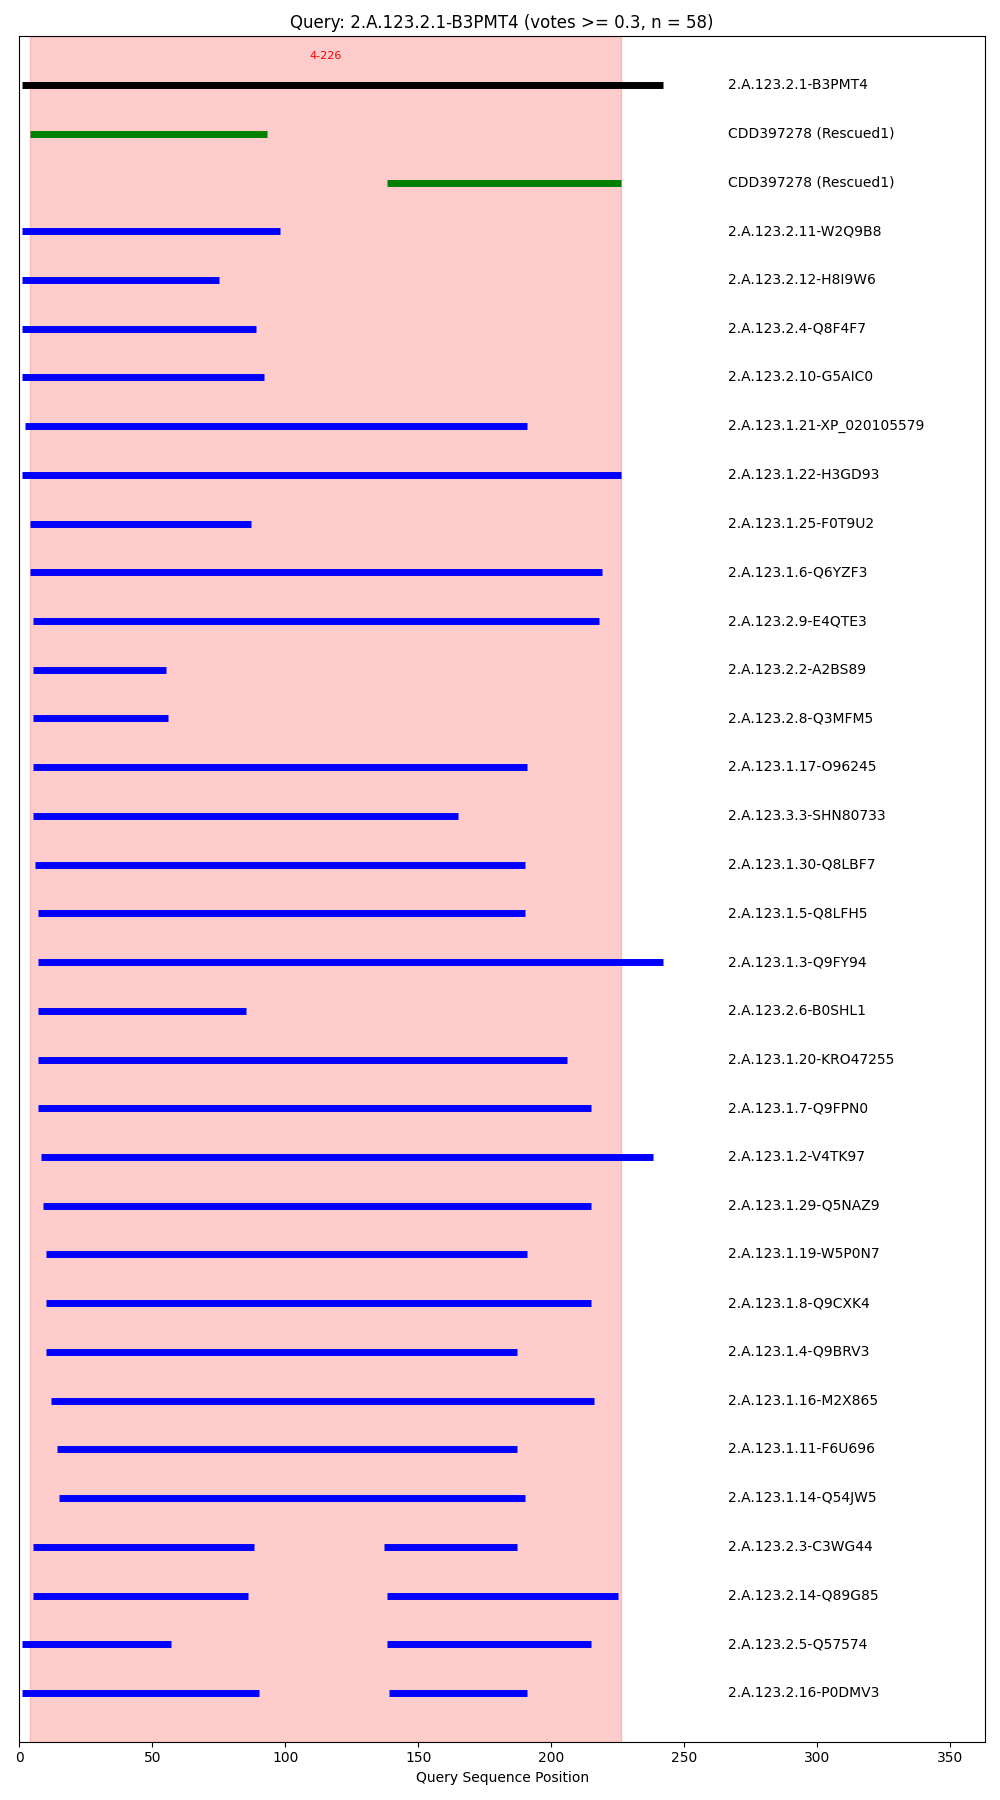 Query: 2.A.123.2.1-B3PMT4 (votes >= 0.3, n = 58)
4-226
2.A.123.2.1-B3PMT4
CDD397278 (Rescued1)
CDD397278 (Rescued1)
2.A.123.2.11-W2Q9B8
2.A.123.2.12-H8I9W6
2.A.123.2.4-Q8F4F7
2.A.123.2.10-G5AIC0
2.A.123.1.21-XP_020105579
2.A.123.1.22-H3GD93
2.A.123.1.25-F0T9U2
2.A.123.1.6-Q6YZF3
2.A.123.2.9-E4QTE3
2.A.123.2.2-A2BS89
2.A.123.2.8-Q3MFM5
2.A.123.1.17-O96245
2.A.123.3.3-SHN80733
2.A.123.1.30-Q8LBF7
2.A.123.1.5-Q8LFH5
2.A.123.1.3-Q9FY94
2.A.123.2.6-B0SHL1
2.A.123.1.20-KRO47255
2.A.123.1.7-Q9FPN0
2.A.123.1.2-V4TK97
2.A.123.1.29-Q5NAZ9
2.A.123.1.19-W5P0N7
2.A.123.1.8-Q9CXK4
2.A.123.1.4-Q9BRV3
2.A.123.1.16-M2X865
2.A.123.1.11-F6U696
2.A.123.1.14-Q54JW5
2.A.123.2.3-C3WG44
2.A.123.2.14-Q89G85
2.A.123.2.5-Q57574
2.A.123.2.16-P0DMV3
0 50 100 150 200 250 300 350
Query Sequence Position